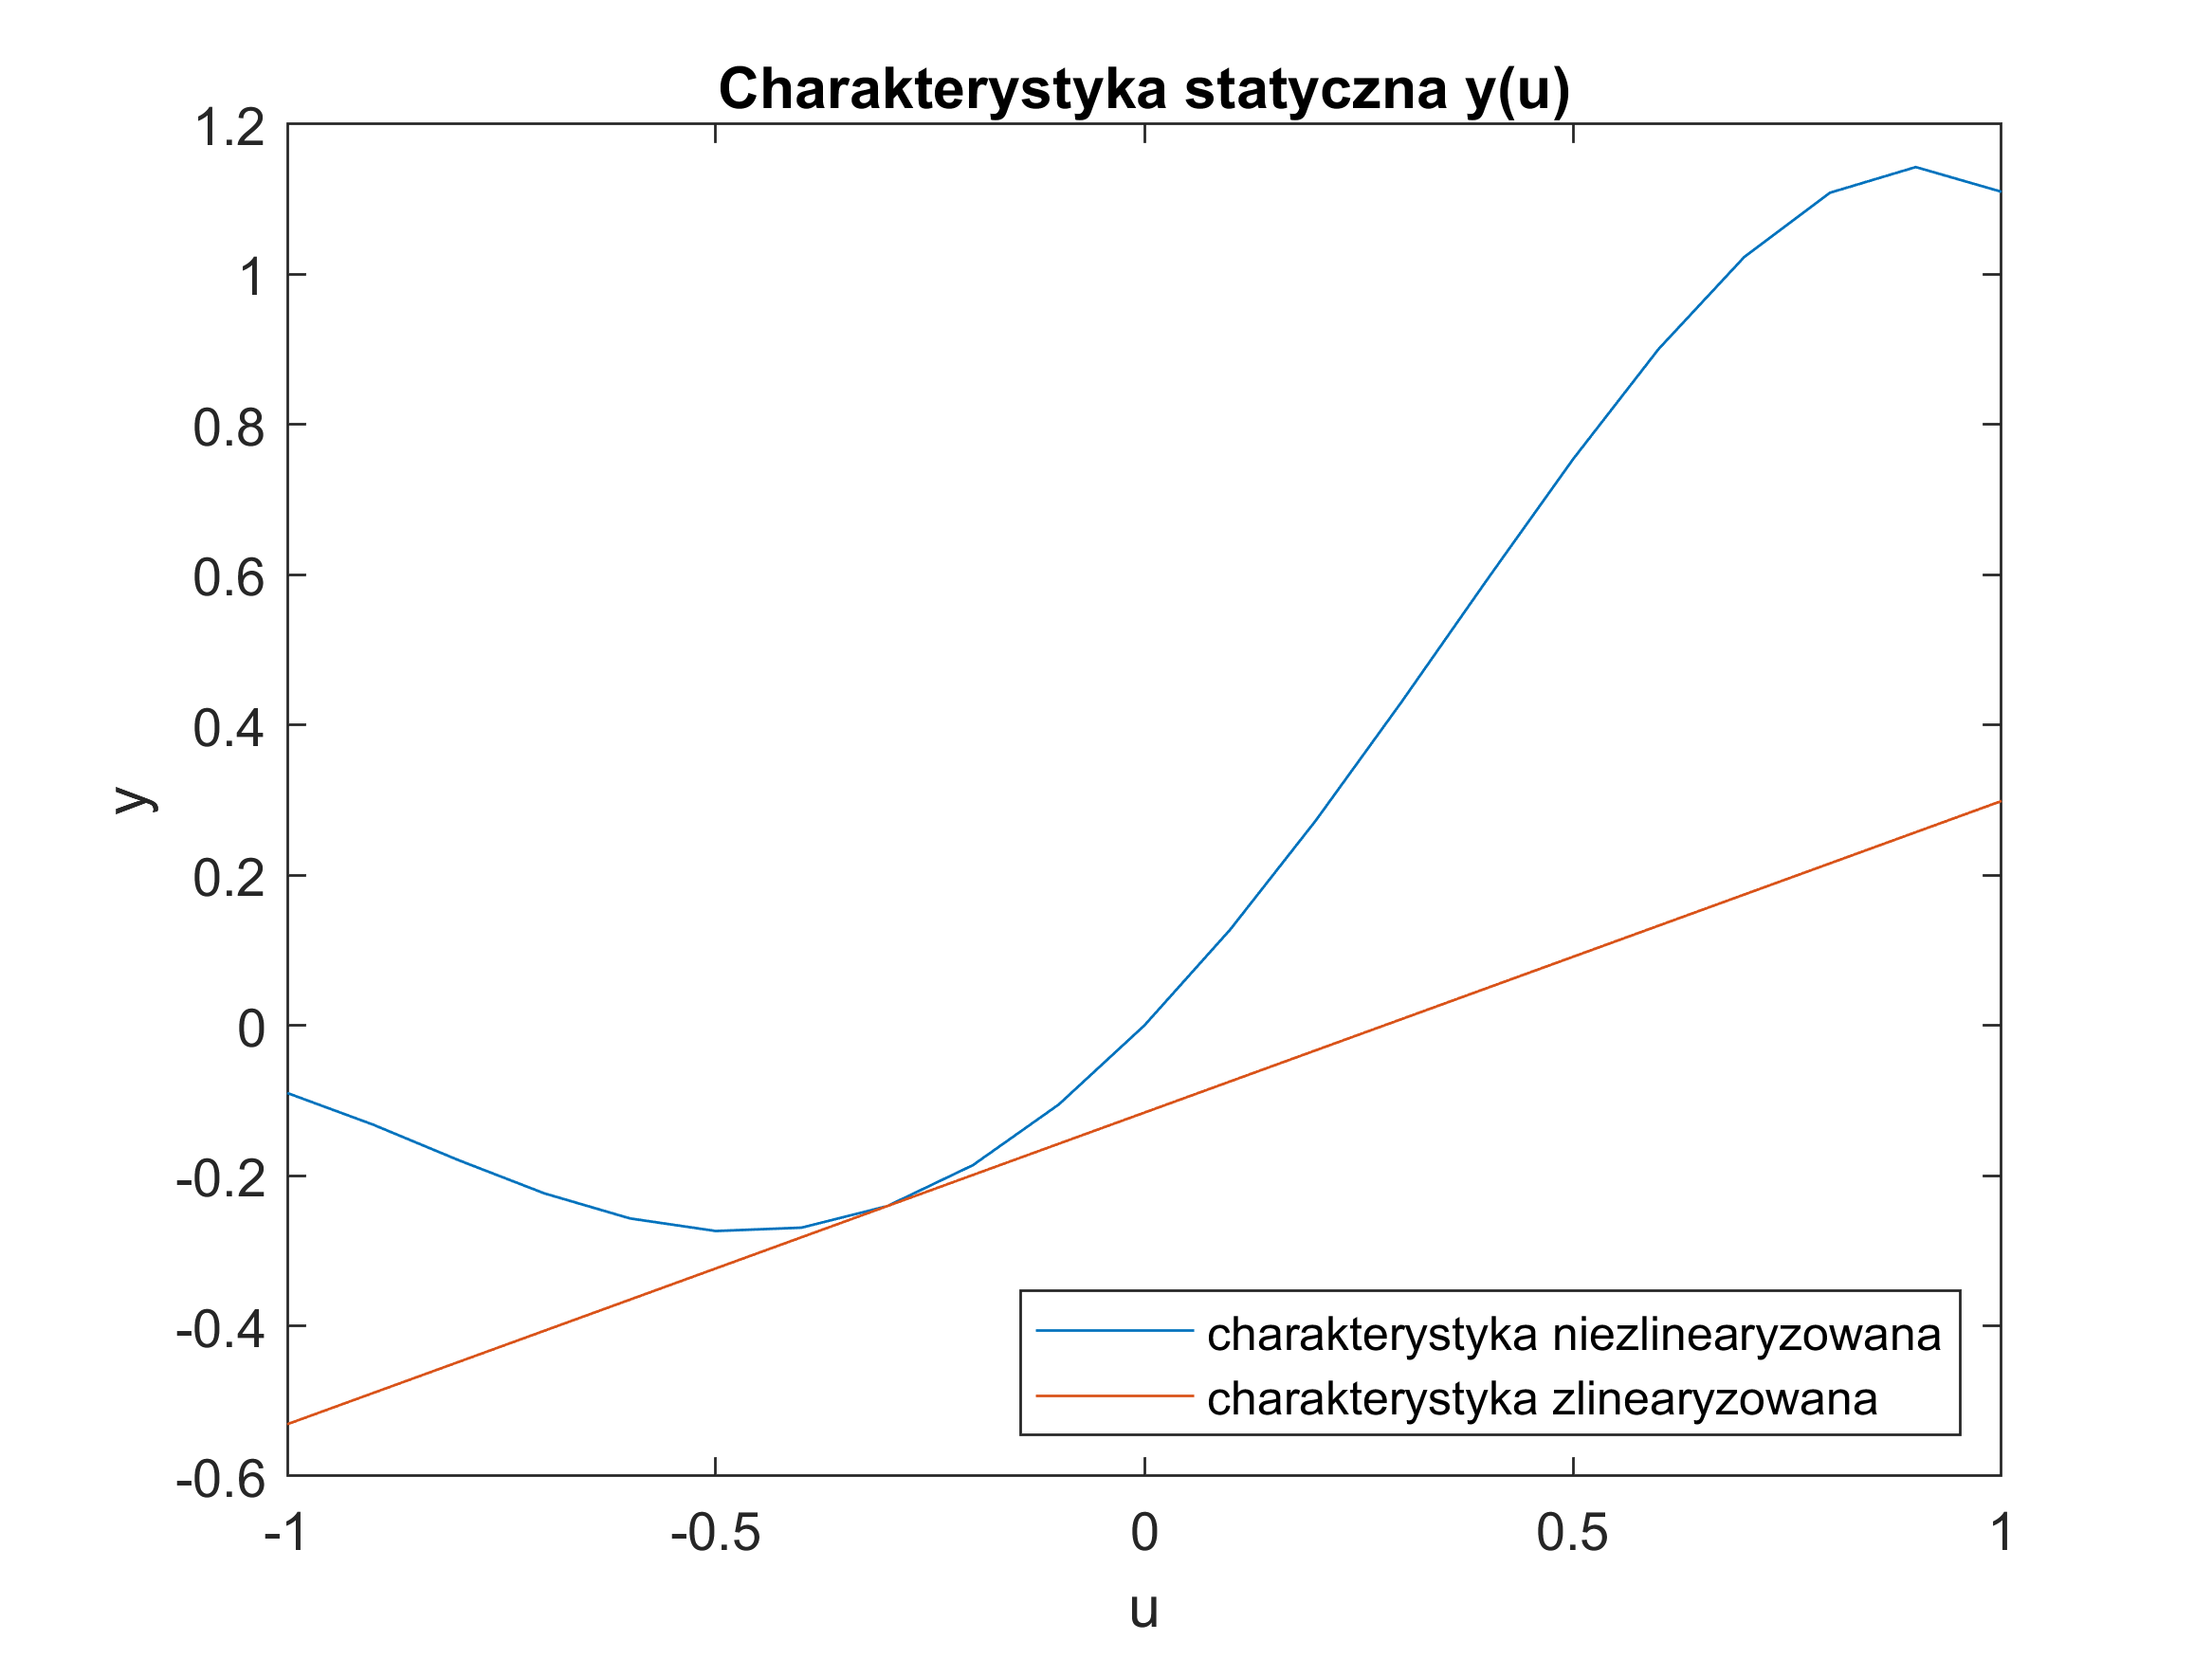 Charakterystyka statyczna y(u)
1.2
1
0.8
0.6
0.4
0.2
0
-0.2
-0.4
-0.6
y
charakterystyka niezlinearyzowana
charakterystyka zlinearyzowana
-1 -0.5 0 0.5 1
u